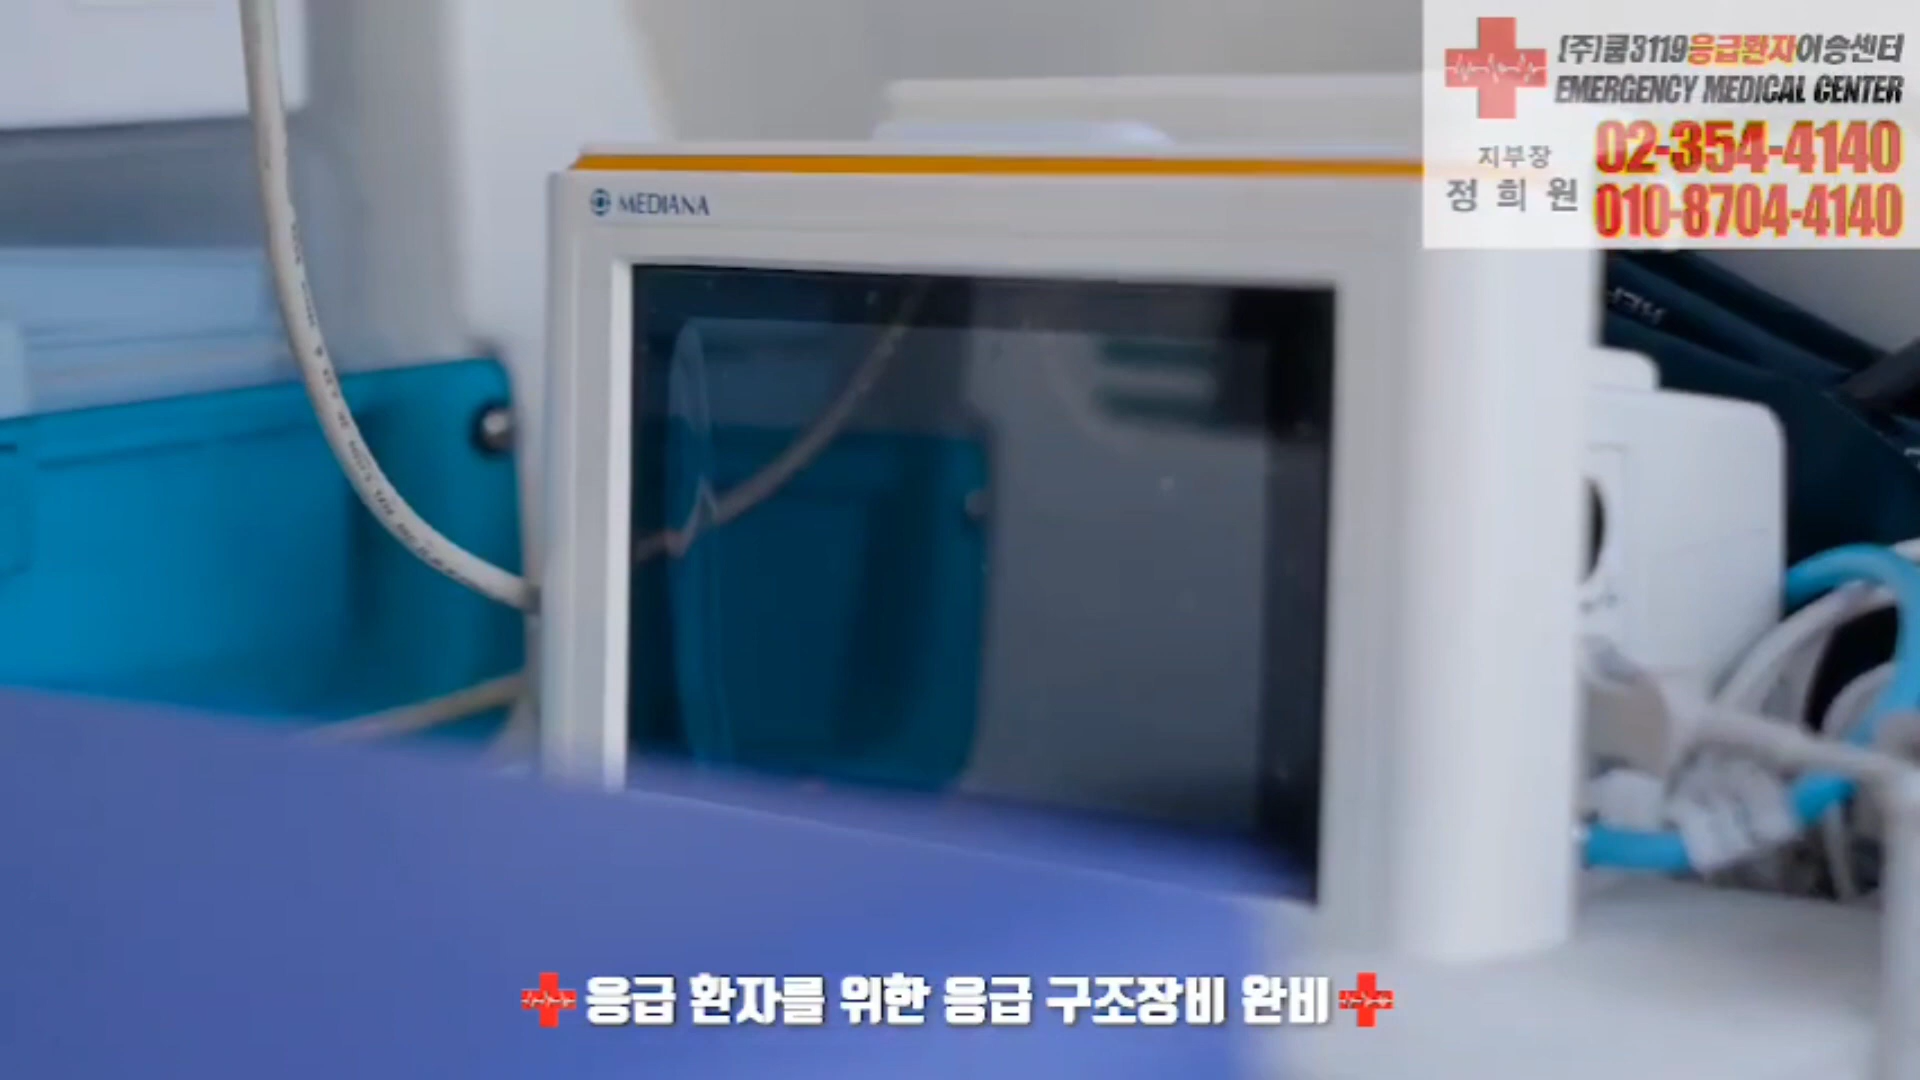 (주)쿰3119응급환자이송센터
EMERGENCY MEDICAL CENTER
지부장
정 희 원
02-354-4140
010-8704-4140
MEDIANA
응급 환자를 위한 응급 구조장비 완비